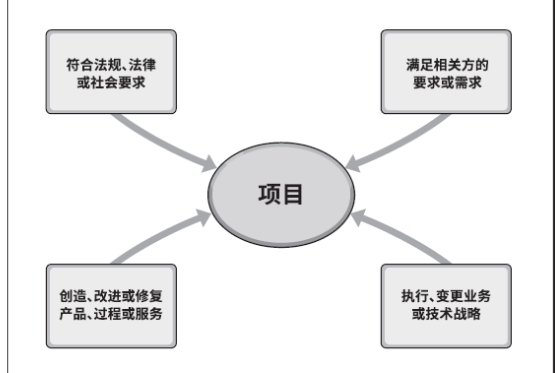 符合法规、法律
或社会要求
满足相关方的
要求或需求
项目
创造、改进或修复
产品、过程或服务
执行、变更业务
或技术战略